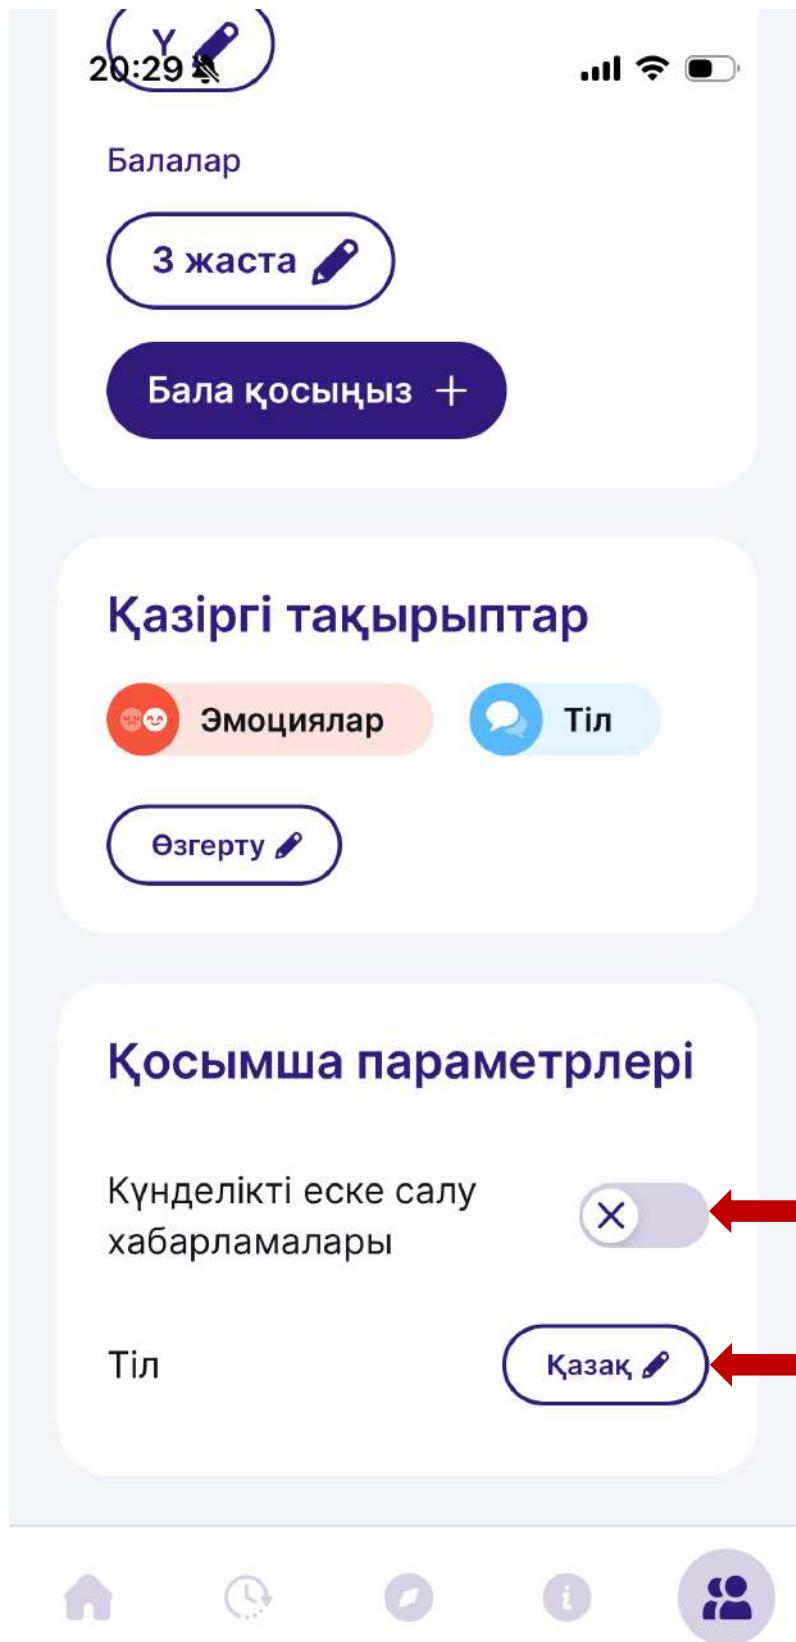 Y
20:29
Балалар
3 жаста
Бала қосыңыз +
Қазіргі тақырыптар
Эмоциялар
Тіл
Өзгерту
Қосымша параметрлері
Күнделікті еске салу
хабарламалары
Тіл
Қазақ